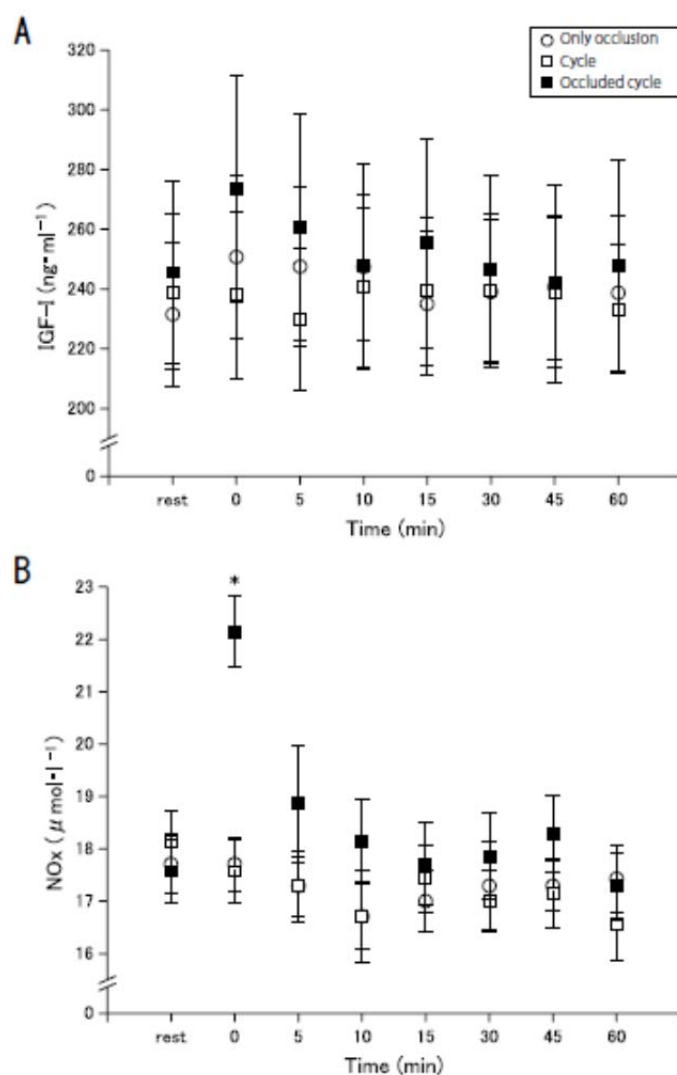 A
320
300
280
260
240
220
200
0
IGF-I (ng・ml⁻¹)
Only occlusion
Cycle
Occluded cycle
rest 0 5 10 15 30 45 60
Time (min)
B
23
22
21
20
19
18
17
16
0
NOx (μmol・l⁻¹)
*
rest 0 5 10 15 30 45 60
Time (min)